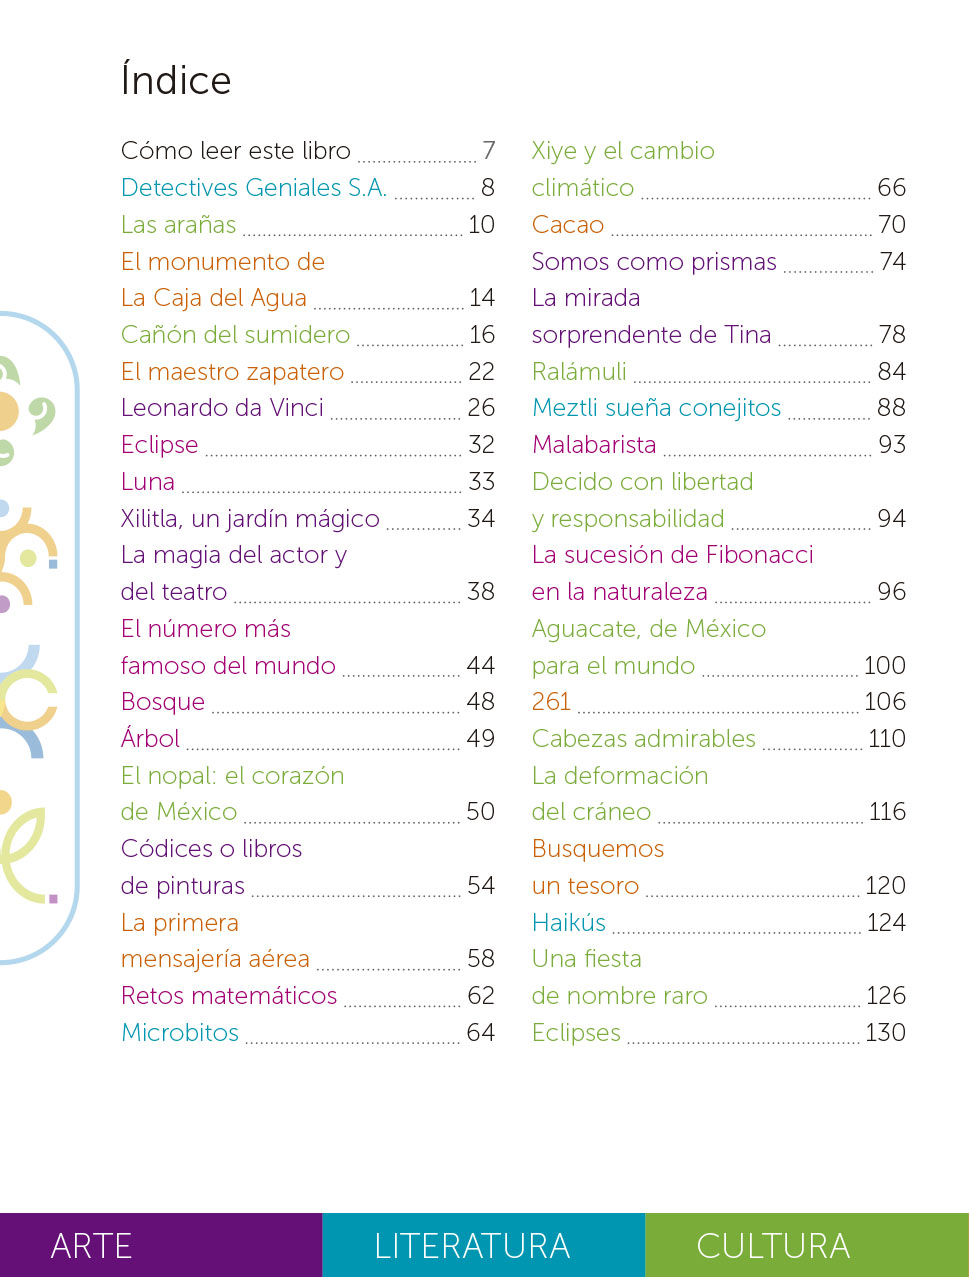 Índice
Cómo leer este libro 7
Detectives Geniales S.A. 8
Las arañas 10
El monumento de
La Caja del Agua 14
Cañón del sumidero 16
El maestro zapatero 22
Leonardo da Vinci 26
Eclipse 32
Luna 33
Xilitla, un jardín mágico 34
La magia del actor y
del teatro 38
El número más
famoso del mundo 44
Bosque 48
Árbol 49
El nopal: el corazón
de México 50
Códices o libros
de pinturas 54
La primera
mensajería aérea 58
Retos matemáticos 62
Microbitos 64
Xiye y el cambio
climático 66
Cacao 70
Somos como prismas 74
La mirada
sorprendente de Tina 78
Ralámuli 84
Meztli sueña conejitos 88
Malabarista 93
Decido con libertad
y responsabilidad 94
La sucesión de Fibonacci
en la naturaleza 96
Aguacate, de México
para el mundo 100
261 106
Cabezas admirables 110
La deformación
del cráneo 116
Busquemos
un tesoro 120
Haikús 124
Una fiesta
de nombre raro 126
Eclipses 130
ARTE LITERATURA CULTURA